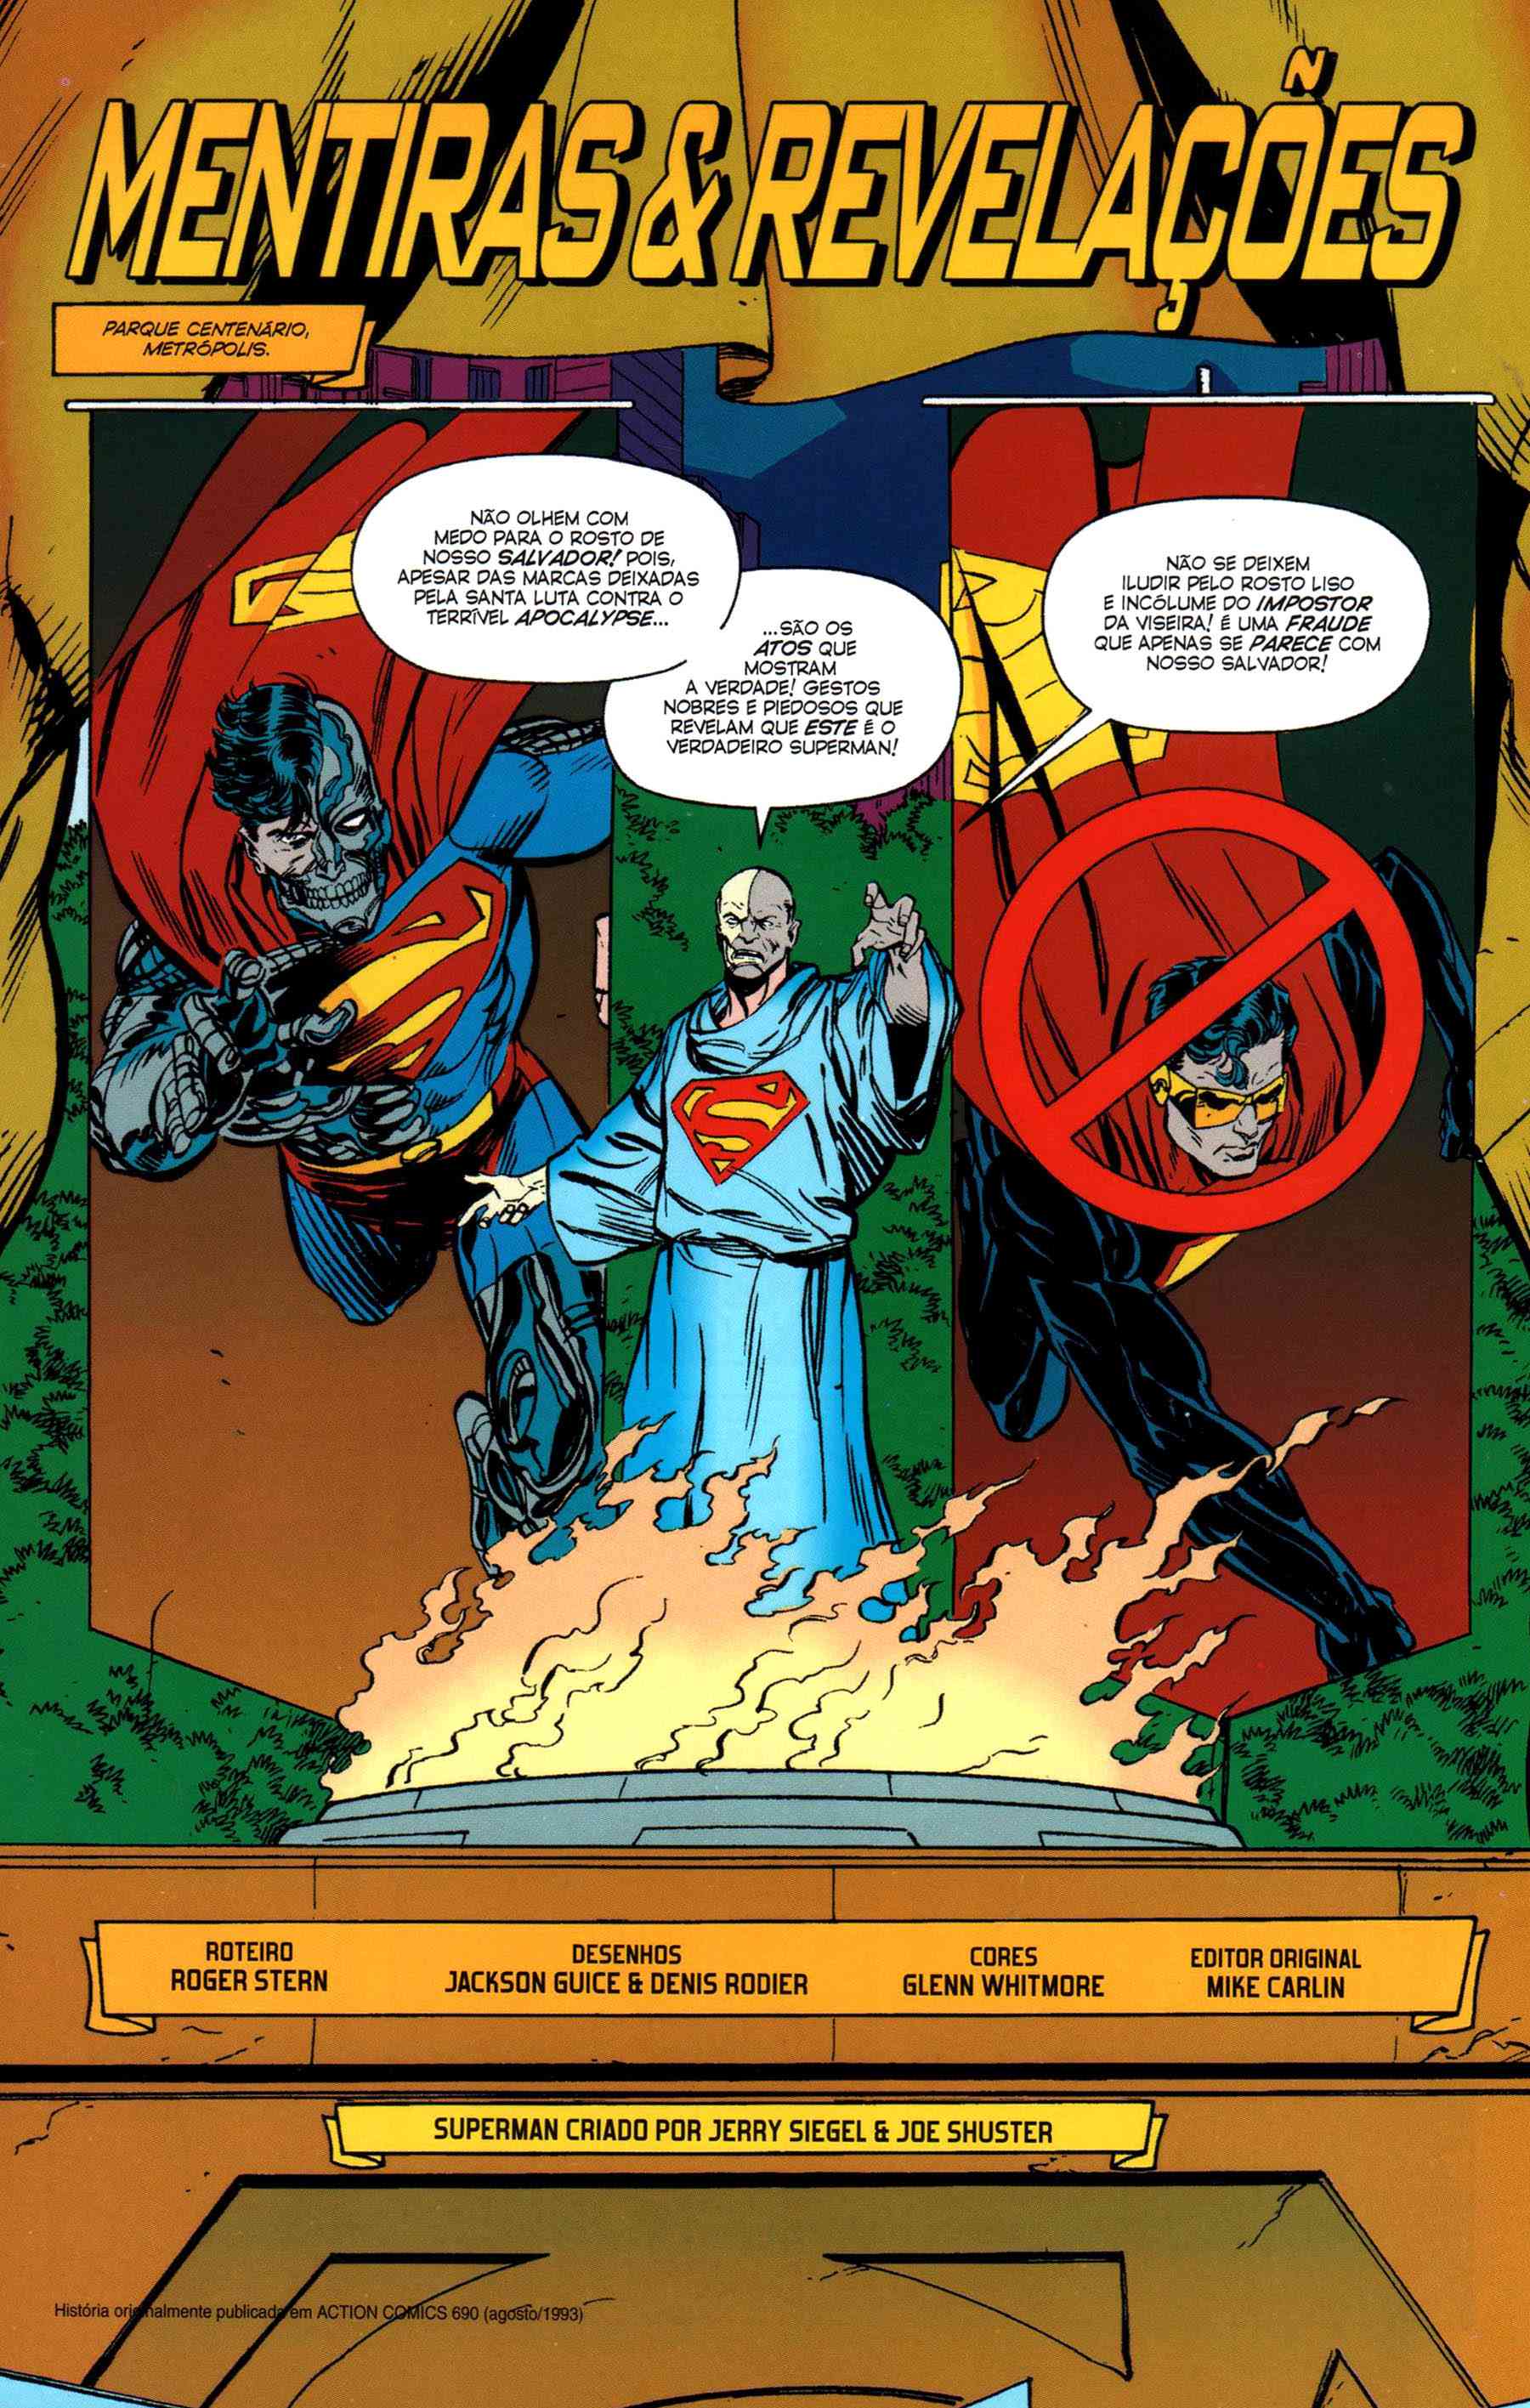 MENTIRAS & REVELAÇÕES
PARQUE CENTENÁRIO,
METRÓPOLIS.
NÃO OLHEM COM
MEDO PARA O ROSTO DE
NOSSO SALVADOR! POIS,
APESAR DAS MARCAS DEIXADAS
PELA SANTA LUTA CONTRA O
TERRÍVEL APOCALYPSE...
...SÃO OS
ATOS QUE
MOSTRAM
A VERDADE! GESTOS
NOBRES E PIEDOSOS QUE
REVELAM QUE ESTE É O
VERDADEIRO SUPERMAN!
NÃO SE DEIXEM
ILUDIR PELO ROSTO LISO
E INCÓLUME DO IMPOSTOR
DA VISEIRA! É UMA FRAUDE
QUE APENAS SE PARECE COM
NOSSO SALVADOR!
S
S
ROTEIRO
ROGER STERN
DESENHOS
JACKSON GUICE & DENIS RODIER
CORES
GLENN WHITMORE
EDITOR ORIGINAL
MIKE CARLIN
SUPERMAN CRIADO POR JERRY SIEGEL & JOE SHUSTER
História originalmente publicada em ACTION COMICS 690 (agosto/1993)